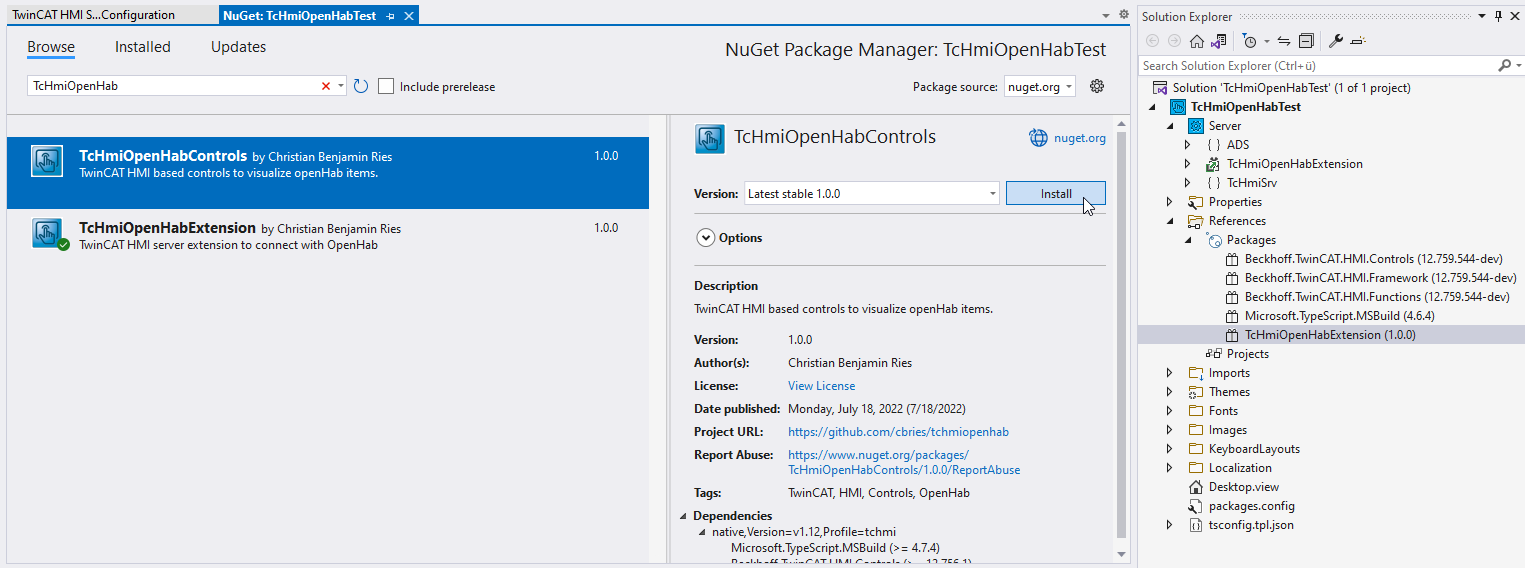 TwinCAT HMI S...Configuration
NuGet: TcHmiOpenHabTest
Browse Installed Updates
NuGet Package Manager: TcHmiOpenHabTest
TcHmiOpenHab
Include prerelease
Package source: nuget.org
TcHmiOpenHabControls by Christian Benjamin Ries 1.0.0
TwinCAT HMI based controls to visualize openHab items.
TcHmiOpenHabExtension by Christian Benjamin Ries 1.0.0
TwinCAT HMI server extension to connect with OpenHab
TcHmiOpenHabControls
nuget.org
Version: Latest stable 1.0.0 Install
Options
Description
TwinCAT HMI based controls to visualize openHab items.
Version: 1.0.0
Author(s): Christian Benjamin Ries
License: View License
Date published: Monday, July 18, 2022 (7/18/2022)
Project URL: https://github.com/cbries/tchmiopenhab
Report Abuse: https://www.nuget.org/packages/
TcHmiOpenHabControls/1.0.0/ReportAbuse
Tags: TwinCAT, HMI, Controls, OpenHab
Dependencies
native,Version=v1.12,Profile=tchmi
Microsoft.TypeScript.MSBuild (>= 4.7.4)
Beckhoff.TwinCAT.HMI.Controls (>= 12.756.1)
Solution Explorer
Search Solution Explorer (Ctrl+ü)
Solution 'TcHmiOpenHabTest' (1 of 1 project)
TcHmiOpenHabTest
Server
{ } ADS
TcHmiOpenHabExtension
{ } TcHmiSrv
Properties
References
Packages
Beckhoff.TwinCAT.HMI.Controls (12.759.544-dev)
Beckhoff.TwinCAT.HMI.Framework (12.759.544-dev)
Beckhoff.TwinCAT.HMI.Functions (12.759.544-dev)
Microsoft.TypeScript.MSBuild (4.6.4)
TcHmiOpenHabExtension (1.0.0)
Projects
Imports
Themes
Fonts
Images
KeyboardLayouts
Localization
Desktop.view
packages.config
tsconfig.tpl.json